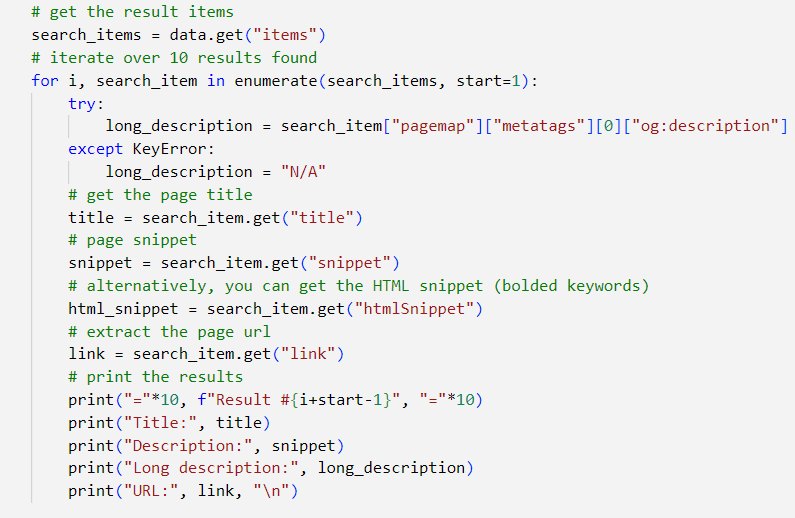 # get the result items
search_items = data.get("items")
# iterate over 10 results found
for i, search_item in enumerate(search_items, start=1):
    try:
        long_description = search_item["pagemap"]["metatags"][0]["og:description"]
    except KeyError:
        long_description = "N/A"
    # get the page title
    title = search_item.get("title")
    # page snippet
    snippet = search_item.get("snippet")
    # alternatively, you can get the HTML snippet (bolded keywords)
    html_snippet = search_item.get("htmlSnippet")
    # extract the page url
    link = search_item.get("link")
    # print the results
    print("="*10, f"Result #{i+start-1}", "="*10)
    print("Title:", title)
    print("Description:", snippet)
    print("Long description:", long_description)
    print("URL:", link, "\n")